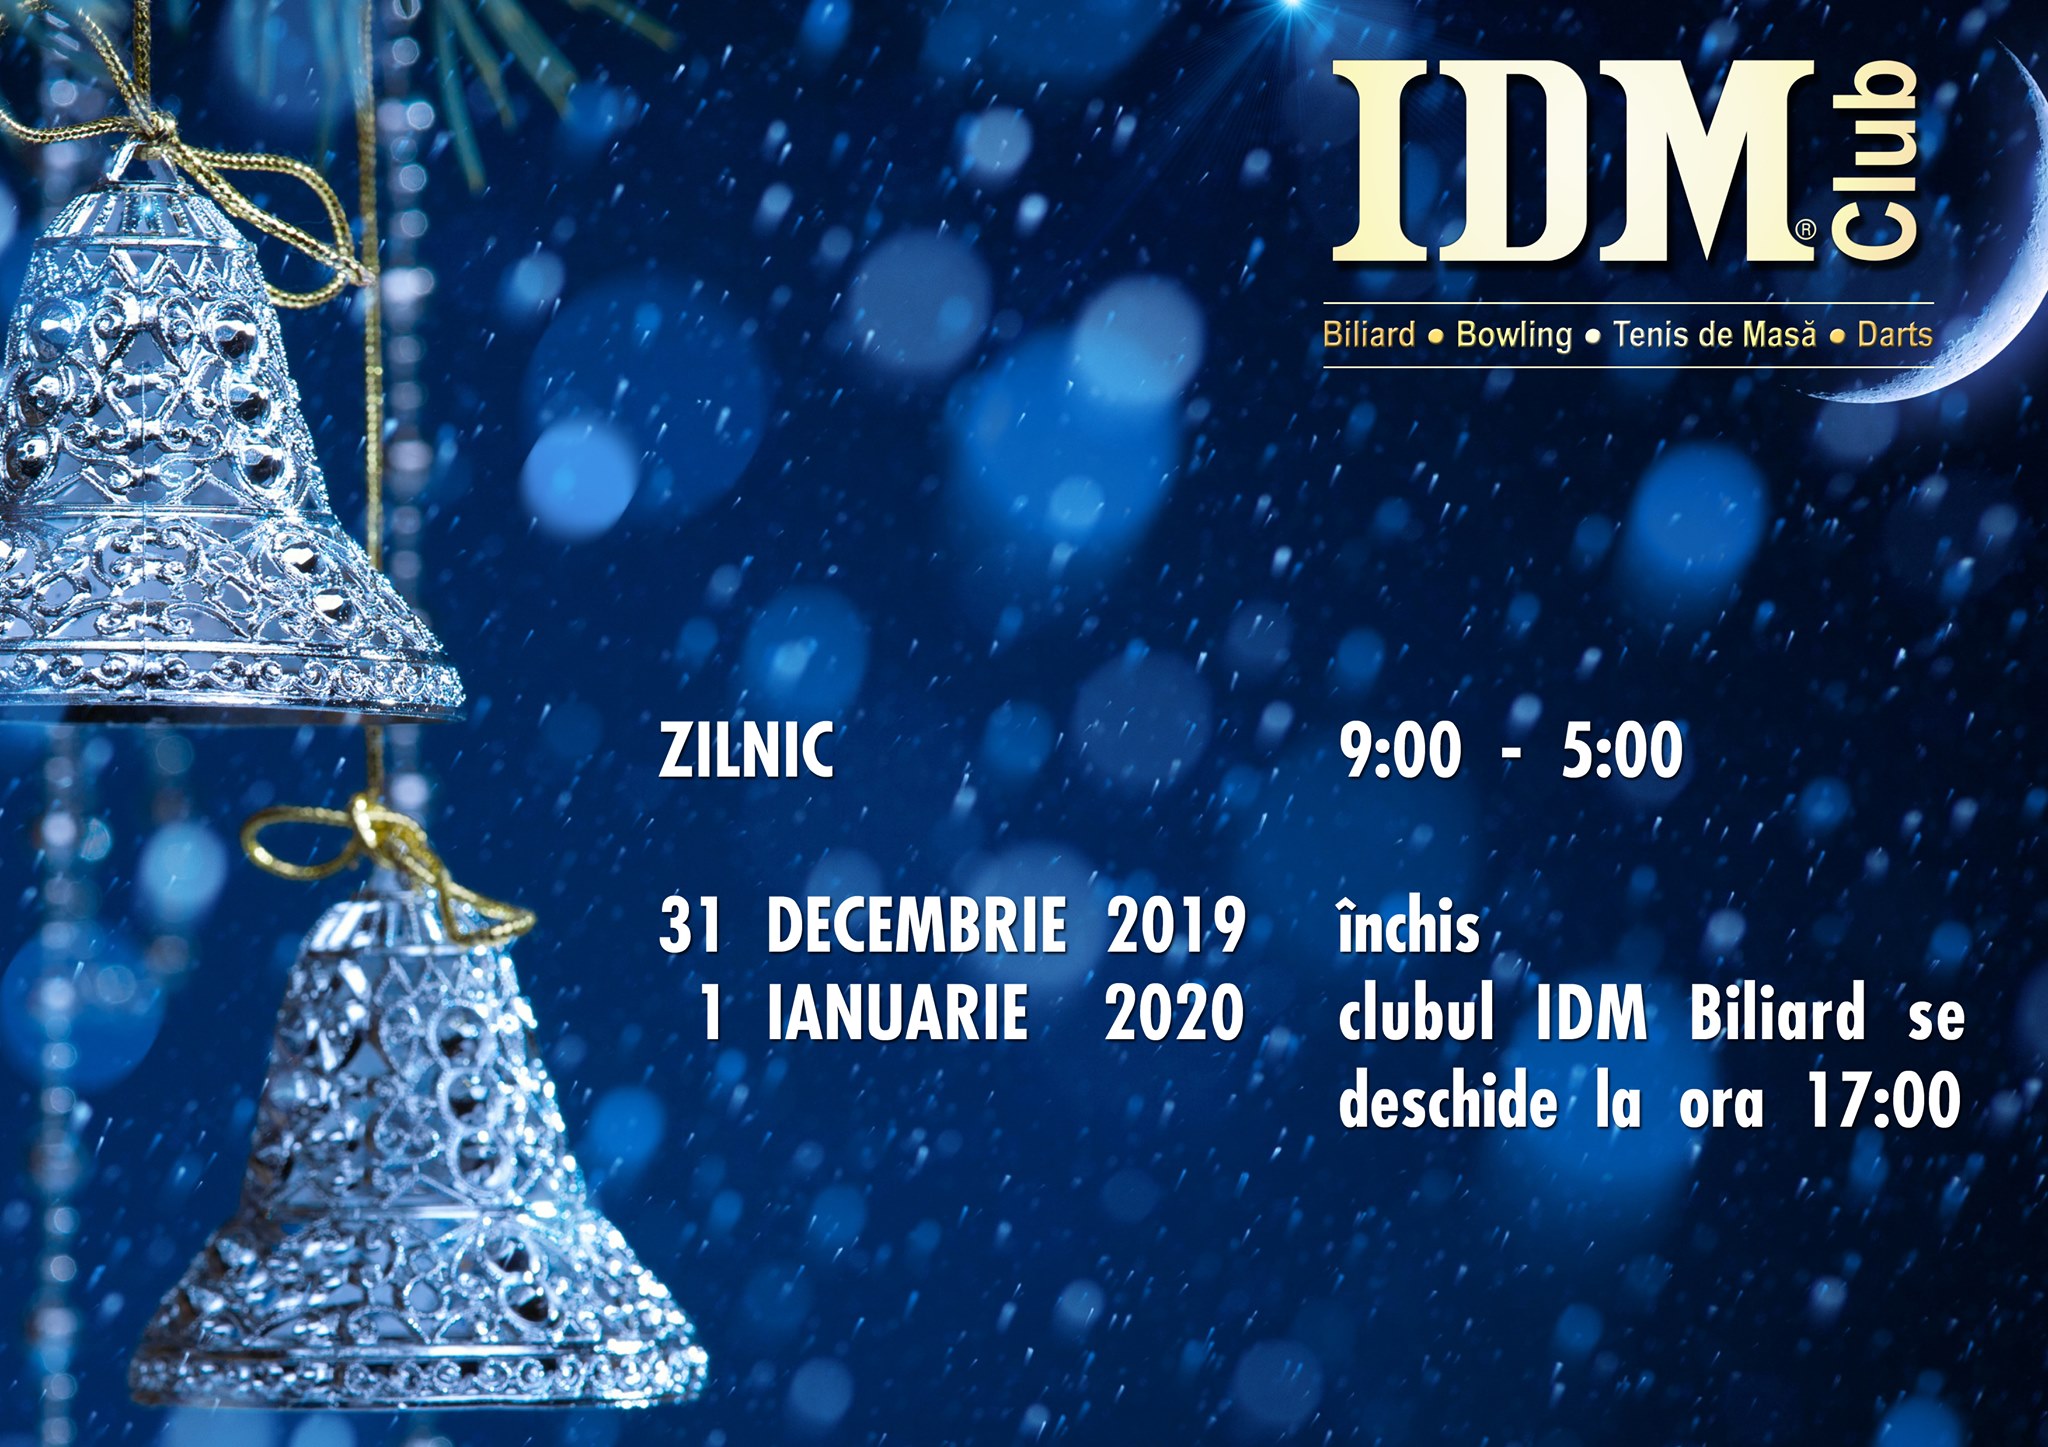 IDM® Club
Biliard • Bowling • Tenis de Masă • Darts
ZILNIC 9:00 - 5:00
31 DECEMBRIE 2019 închis
1 IANUARIE 2020 clubul IDM Biliard se
deschide la ora 17:00